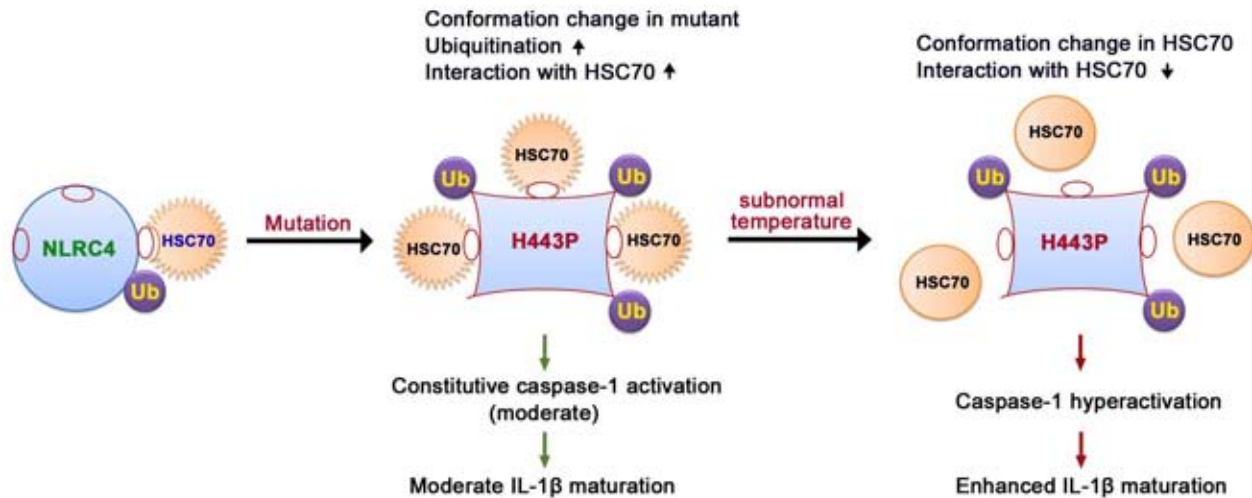 Conformation change in mutant
Ubiquitination ↑
Interaction with HSC70 ↑
Conformation change in HSC70
Interaction with HSC70 ↓
NLRC4
HSC70
Ub
Mutation
HSC70
Ub
Ub
HSC70
H443P
HSC70
Ub
subnormal
temperature
HSC70
Ub
Ub
H443P
HSC70
HSC70
Ub
Constitutive caspase-1 activation
(moderate)
Moderate IL-1β maturation
Caspase-1 hyperactivation
Enhanced IL-1β maturation